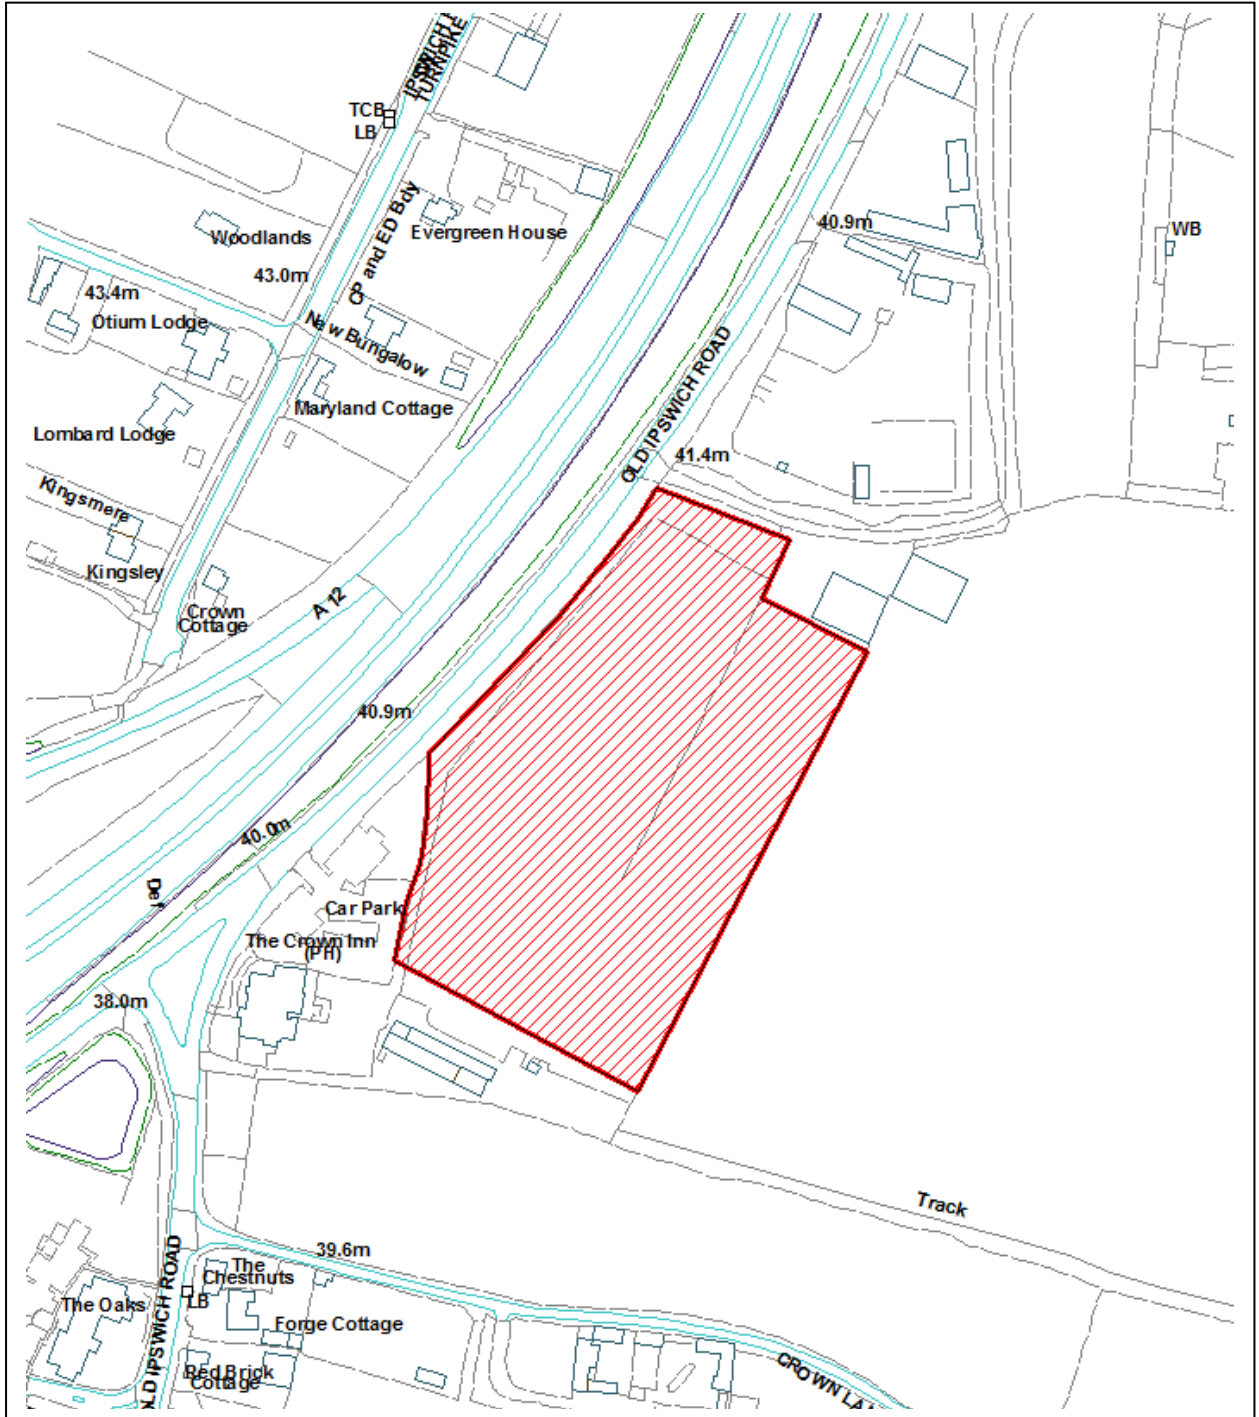 IPSWICH
TURNPIKE
TCB
LB
CP and ED Bdy
Evergreen House
Woodlands
43.0m
40.9m
WB
43.4m
Otium Lodge
New Bungalow
Maryland Cottage
Lombard Lodge
OLD IPSWICH ROAD
41.4m
Kingsmere
Kingsley
Crown
Cottage
A 12
40.9m
40.0m
Def
Car Park
The Crown Inn
(PH)
38.0m
Track
39.6m
The
Chestnuts
LB
The Oaks
OLD IPSWICH ROAD
Forge Cottage
Red Brick
Cottage
CROWN LA